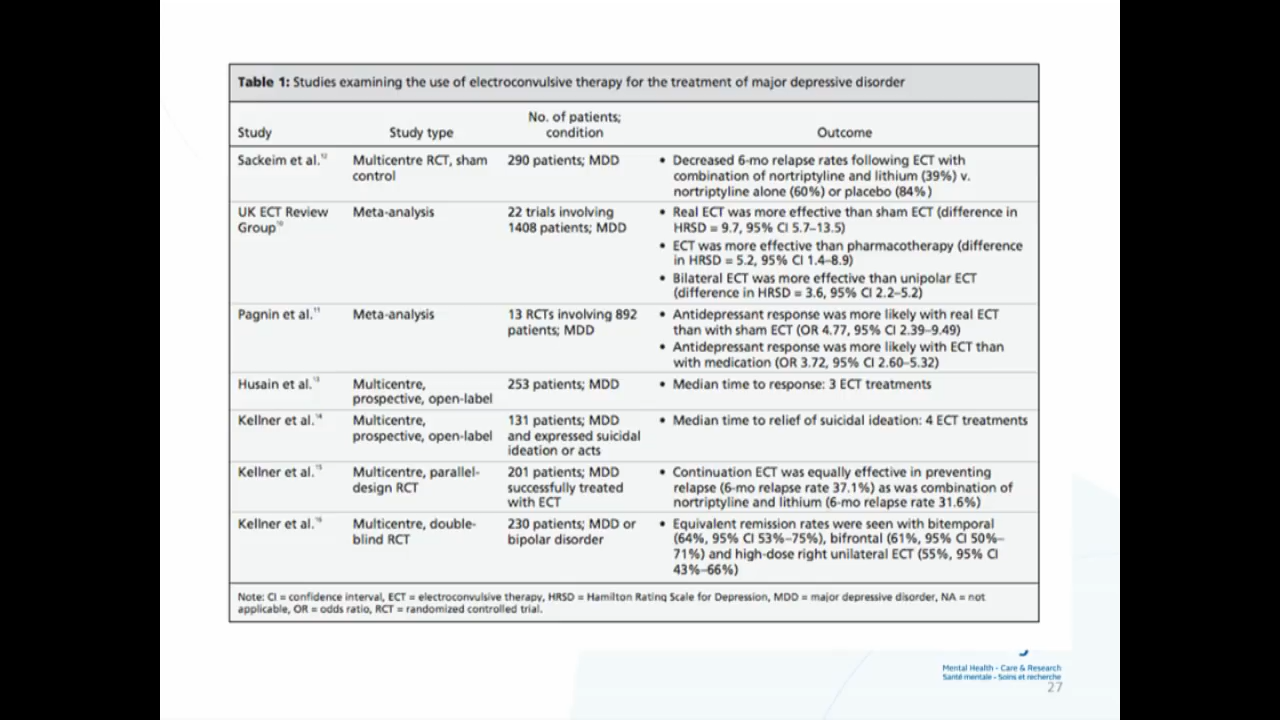 Table 1: Studies examining the use of electroconvulsive therapy for the treatment of major depressive disorder
No. of patients;
Study Study type condition Outcome
Sackeim et al.12 Multicentre RCT, sham 290 patients; MDD • Decreased 6-mo relapse rates following ECT with
control combination of nortriptyline and lithium (39%) v.
nortriptyline alone (60%) or placebo (84%)
UK ECT Review Meta-analysis 22 trials involving • Real ECT was more effective than sham ECT (difference in
Group10 1408 patients; MDD HRSD = 9.7, 95% CI 5.7–13.5)
• ECT was more effective than pharmacotherapy (difference
in HRSD = 5.2, 95% CI 1.4–8.9)
• Bilateral ECT was more effective than unipolar ECT
(difference in HRSD = 3.6, 95% CI 2.2–5.2)
Pagnin et al.11 Meta-analysis 13 RCTs involving 892 • Antidepressant response was more likely with real ECT
patients; MDD than with sham ECT (OR 4.77, 95% CI 2.39–9.49)
• Antidepressant response was more likely with ECT than
with medication (OR 3.72, 95% CI 2.60–5.32)
Husain et al.13 Multicentre, 253 patients; MDD • Median time to response: 3 ECT treatments
prospective, open-label
Kellner et al.14 Multicentre, 131 patients; MDD • Median time to relief of suicidal ideation: 4 ECT treatments
prospective, open-label and expressed suicidal
ideation or acts
Kellner et al.15 Multicentre, parallel- 201 patients; MDD • Continuation ECT was equally effective in preventing
design RCT successfully treated relapse (6-mo relapse rate 37.1%) as was combination of
with ECT nortriptyline and lithium (6-mo relapse rate 31.6%)
Kellner et al.16 Multicentre, double- 230 patients; MDD or • Equivalent remission rates were seen with bitemporal
blind RCT bipolar disorder (64%, 95% CI 53%–75%), bifrontal (61%, 95% CI 50%–
71%) and high-dose right unilateral ECT (55%, 95% CI
43%–66%)
Note: CI = confidence interval, ECT = electroconvulsive therapy, HRSD = Hamilton Rating Scale for Depression, MDD = major depressive disorder, NA = not
applicable, OR = odds ratio, RCT = randomized controlled trial.
Mental Health - Care & Research
Santé mentale - Soins et recherche
27